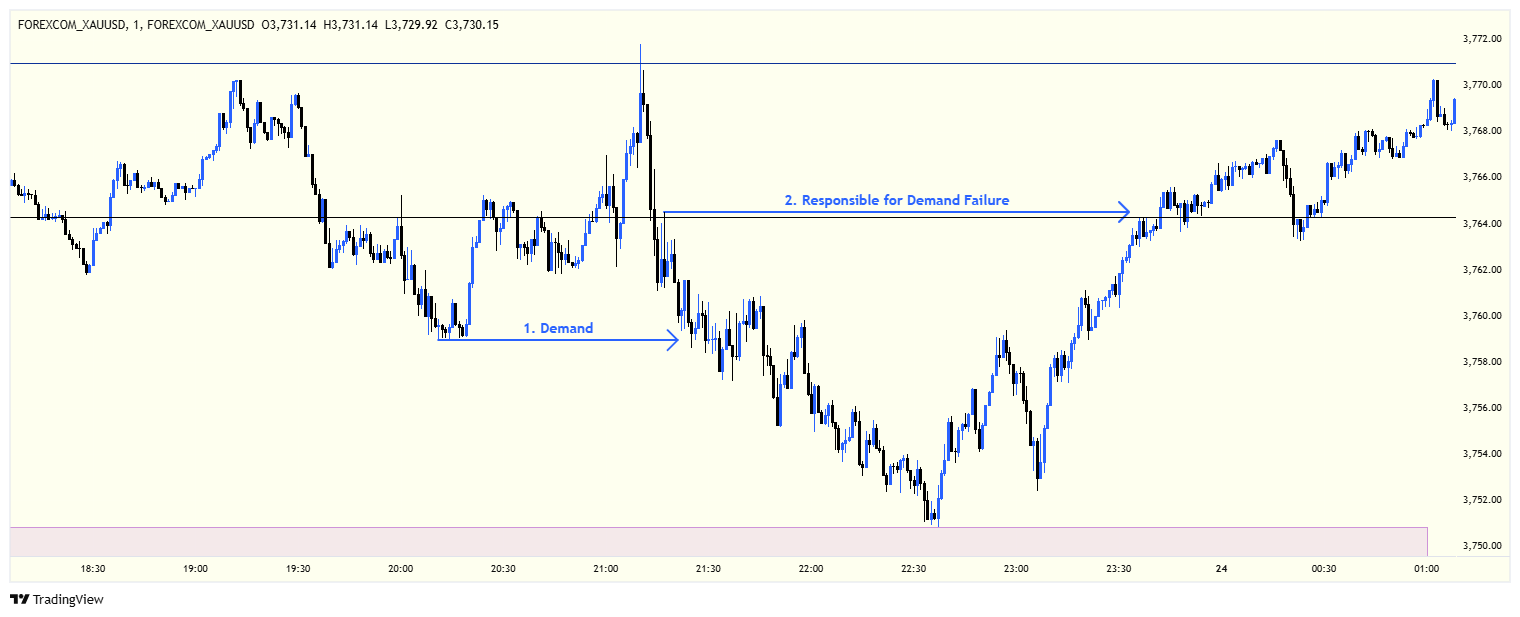 FOREXCOM_XAUUSD, 1, FOREXCOM_XAUUSD O3,731.14 H3,731.14 L3,729.92 C3,730.15
3,772.00
3,770.00
3,768.00
3,766.00
2. Responsible for Demand Failure
3,764.00
3,762.00
3,760.00
1. Demand
3,758.00
3,756.00
3,754.00
3,752.00
3,750.00
18:30 19:00 19:30 20:00 20:30 21:00 21:30 22:00 22:30 23:00 23:30 24 00:30 01:00
TradingView